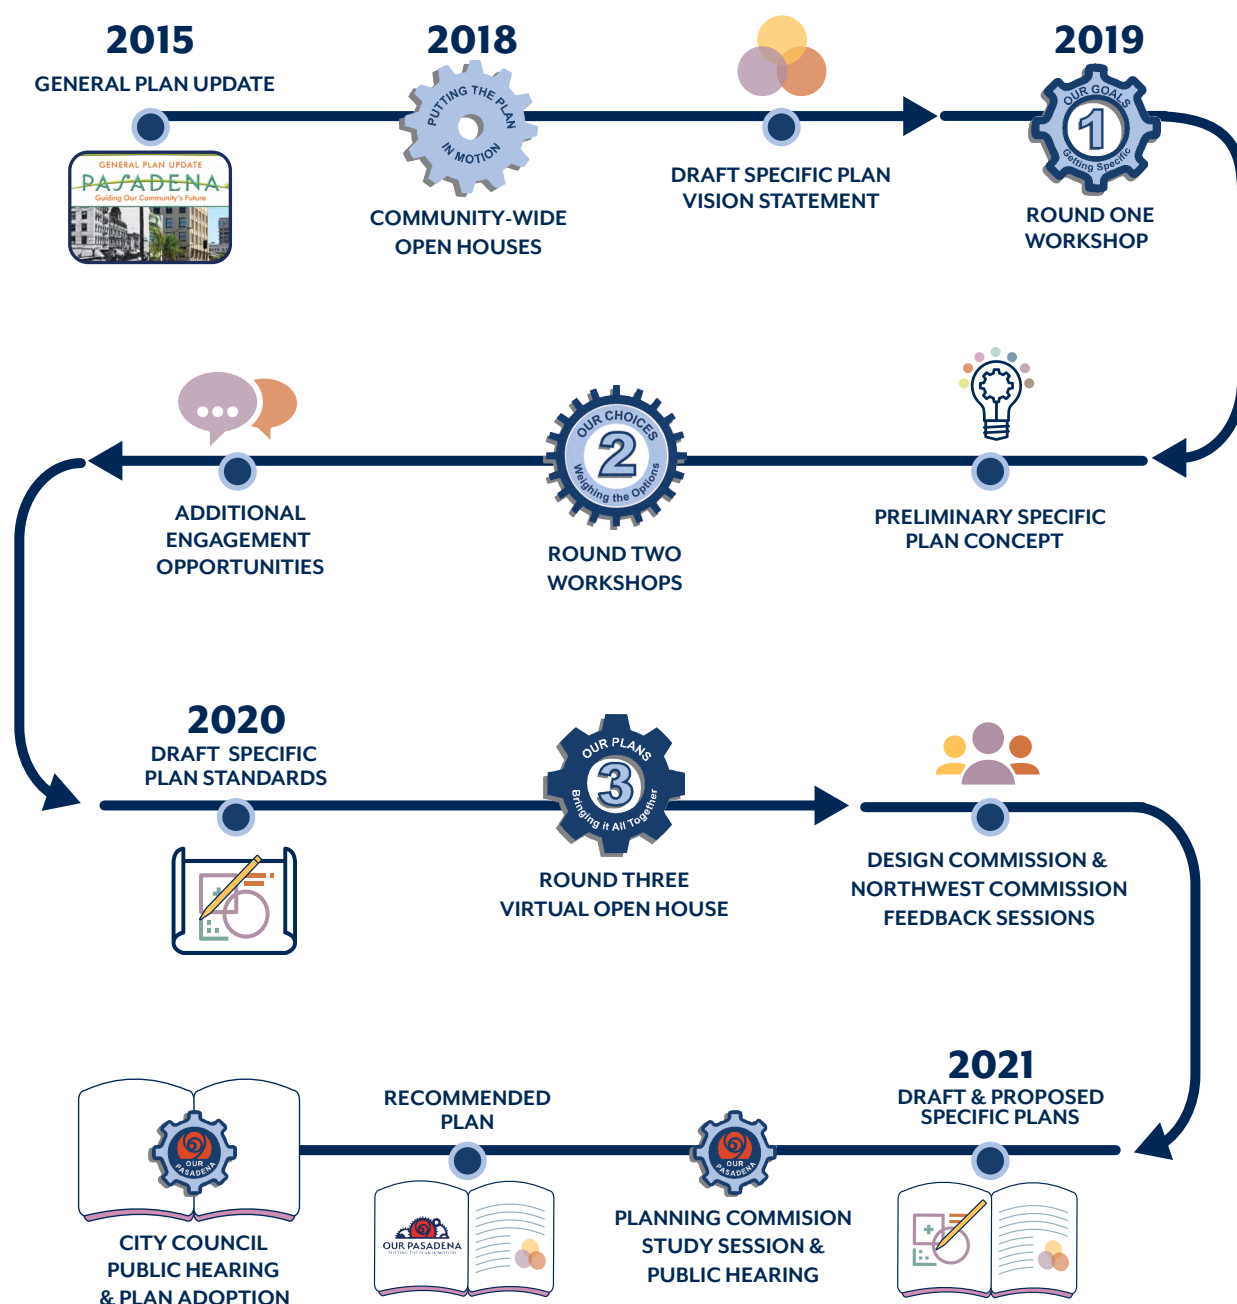 2015
GENERAL PLAN UPDATE
GENERAL PLAN UPDATE
PASADENA
Guiding Our Community's Future
2018
PUTTING THE PLAN
IN MOTION
COMMUNITY-WIDE
OPEN HOUSES
DRAFT SPECIFIC PLAN
VISION STATEMENT
2019
OUR GOALS
1
Getting Specific
ROUND ONE
WORKSHOP
PRELIMINARY SPECIFIC
PLAN CONCEPT
OUR CHOICES
2
Weighing the Options
ROUND TWO
WORKSHOPS
ADDITIONAL
ENGAGEMENT
OPPORTUNITIES
2020
DRAFT SPECIFIC
PLAN STANDARDS
OUR PLANS
3
Bringing it All Together
ROUND THREE
VIRTUAL OPEN HOUSE
DESIGN COMMISSION &
NORTHWEST COMMISSION
FEEDBACK SESSIONS
2021
DRAFT & PROPOSED
SPECIFIC PLANS
OUR
PASADENA
PLANNING COMMISION
STUDY SESSION &
PUBLIC HEARING
RECOMMENDED
PLAN
OUR PASADENA
PUTTING THE PLAN IN MOTION
OUR
PASADENA
CITY COUNCIL
PUBLIC HEARING
& PLAN ADOPTION